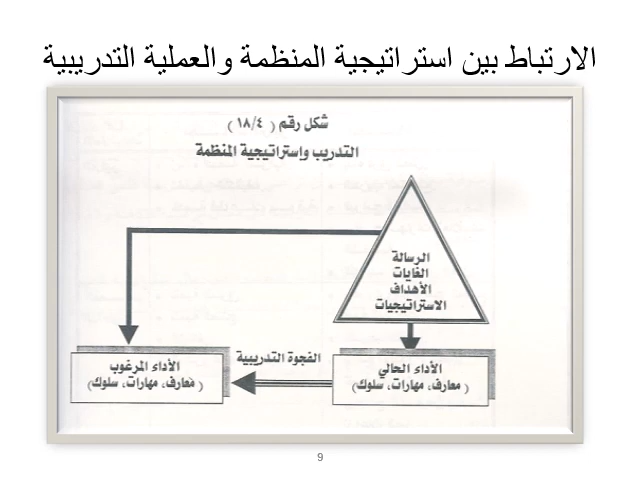 الارتباط بين استراتيجية المنظمة والعملية التدريبية
شكل رقم ( ١٨/٤ )
التدريب واستراتيجية المنظمة
الرسالة
الغايات
الأهداف
الاستراتيجيات
الأداء الحالي
( معارف، مهارات، سلوك )
الفجوة التدريبية
الأداء المرغوب
( معارف، مهارات، سلوك )
9